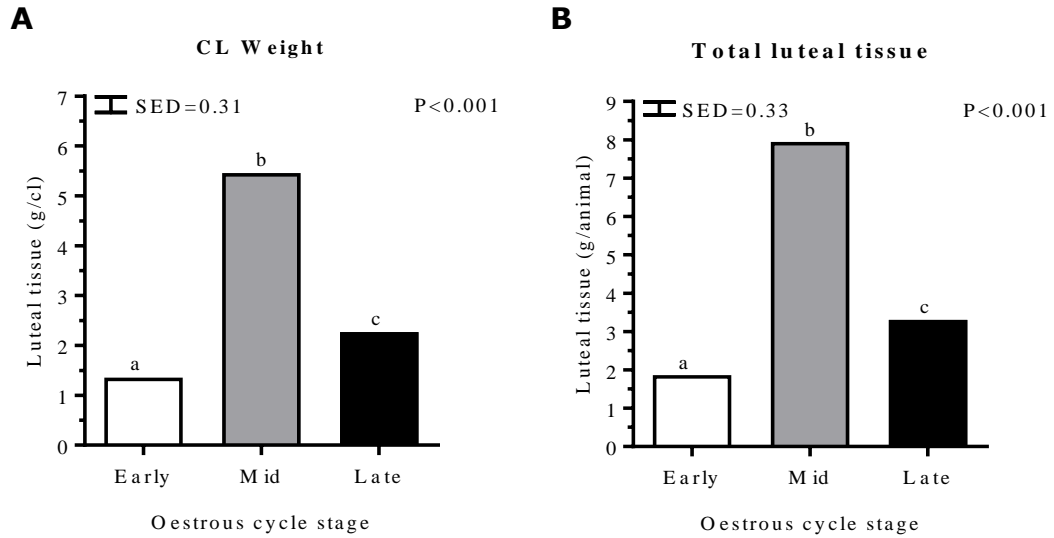 A
CL Weight
SED=0.31
P<0.001
Luteal tissue (g/cl)
7
6
5
4
3
2
1
0
a
b
c
Early Mid Late
Oestrous cycle stage
B
Total luteal tissue
SED=0.33
P<0.001
Luteal tissue (g/animal)
9
8
7
6
5
4
3
2
1
0
a
b
c
Early Mid Late
Oestrous cycle stage